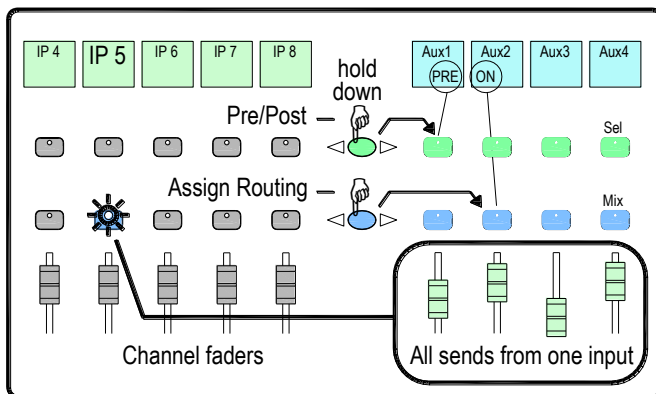 IP 4 IP 5 IP 6 IP 7 IP 8 Aux1 Aux2 Aux3 Aux4
PRE ON
hold
down
Pre/Post
Sel
Assign Routing
Mix
Channel faders
All sends from one input